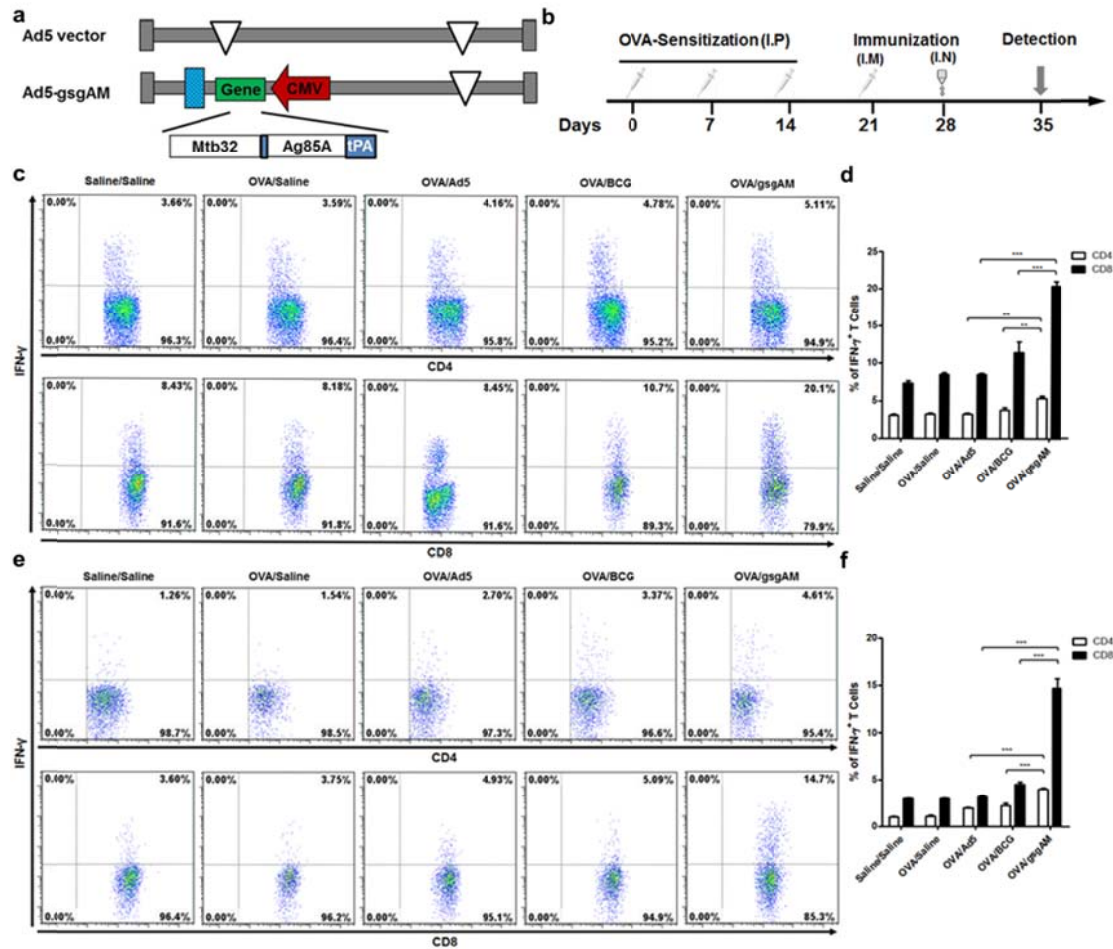 a
Ad5 vector
Ad5-gsgAM
Gene
CMV
Mtb32
Ag85A
tPA
b
OVA-Sensitization (I.P)
Immunization
(I.M)
(I.N)
Detection
Days
0
7
14
21
28
35
c
Saline/Saline
OVA/Saline
OVA/Ad5
OVA/BCG
OVA/gsgAM
0.00% 3.66%
0.00% 3.59%
0.00% 4.16%
0.00% 4.78%
0.00% 5.11%
96.3%
0.00% 96.4%
0.00% 95.8%
0.00% 95.2%
0.00% 94.9%
CD4
IFN-γ
0.00% 8.43%
0.00% 8.18%
0.00% 8.45%
0.00% 10.7%
0.00% 20.1%
91.6%
0.00% 91.8%
0.00% 91.6%
0.00% 89.3%
0.00% 79.9%
CD8
d
25
20
15
10
5
0
% of IFN-γ+ T Cells
CD4
CD8
***
***
**
**
Saline/Saline
OVA/Saline
OVA/Ad5
OVA/BCG
OVA/gsgAM
e
Saline/Saline
OVA/Saline
OVA/Ad5
OVA/BCG
OVA/gsgAM
1.26%
0.00% 1.54%
0.00% 2.70%
0.00% 3.37%
0.00% 4.61%
0.00% 98.7%
0.00% 98.5%
0.00% 97.3%
0.00% 96.6%
0.00% 95.4%
CD4
IFN-γ
3.60%
0.00% 3.75%
0.00% 4.93%
0.00% 5.09%
0.00% 14.7%
96.4%
0.00% 96.2%
0.00% 95.1%
0.00% 94.9%
0.00% 85.3%
CD8
f
20
15
10
5
0
% of IFN-γ+ T Cells
CD4
CD8
***
***
***
***
Saline/Saline
OVA/Saline
OVA/Ad5
OVA/BCG
OVA/gsgAM